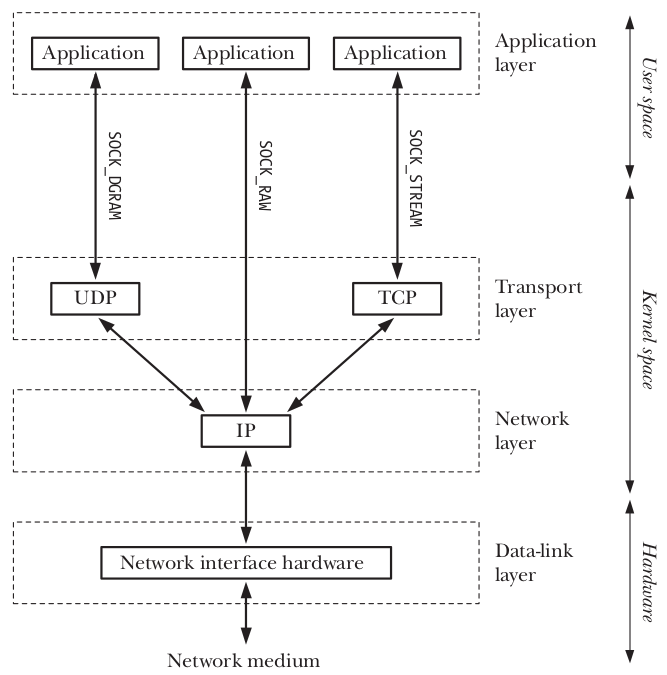 Application
Application
Application
Application
layer
User space
SOCK_DGRAM
SOCK_RAW
SOCK_STREAM
UDP
TCP
Transport
layer
Kernel space
IP
Network
layer
Network interface hardware
Data-link
layer
Hardware
Network medium